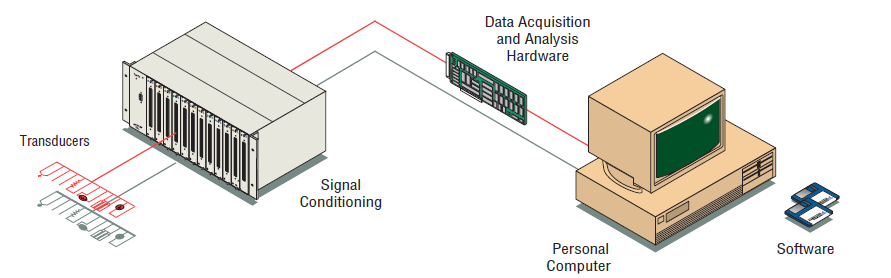 Data Acquisition
and Analysis
Hardware
Transducers
Signal
Conditioning
Personal
Computer
Software